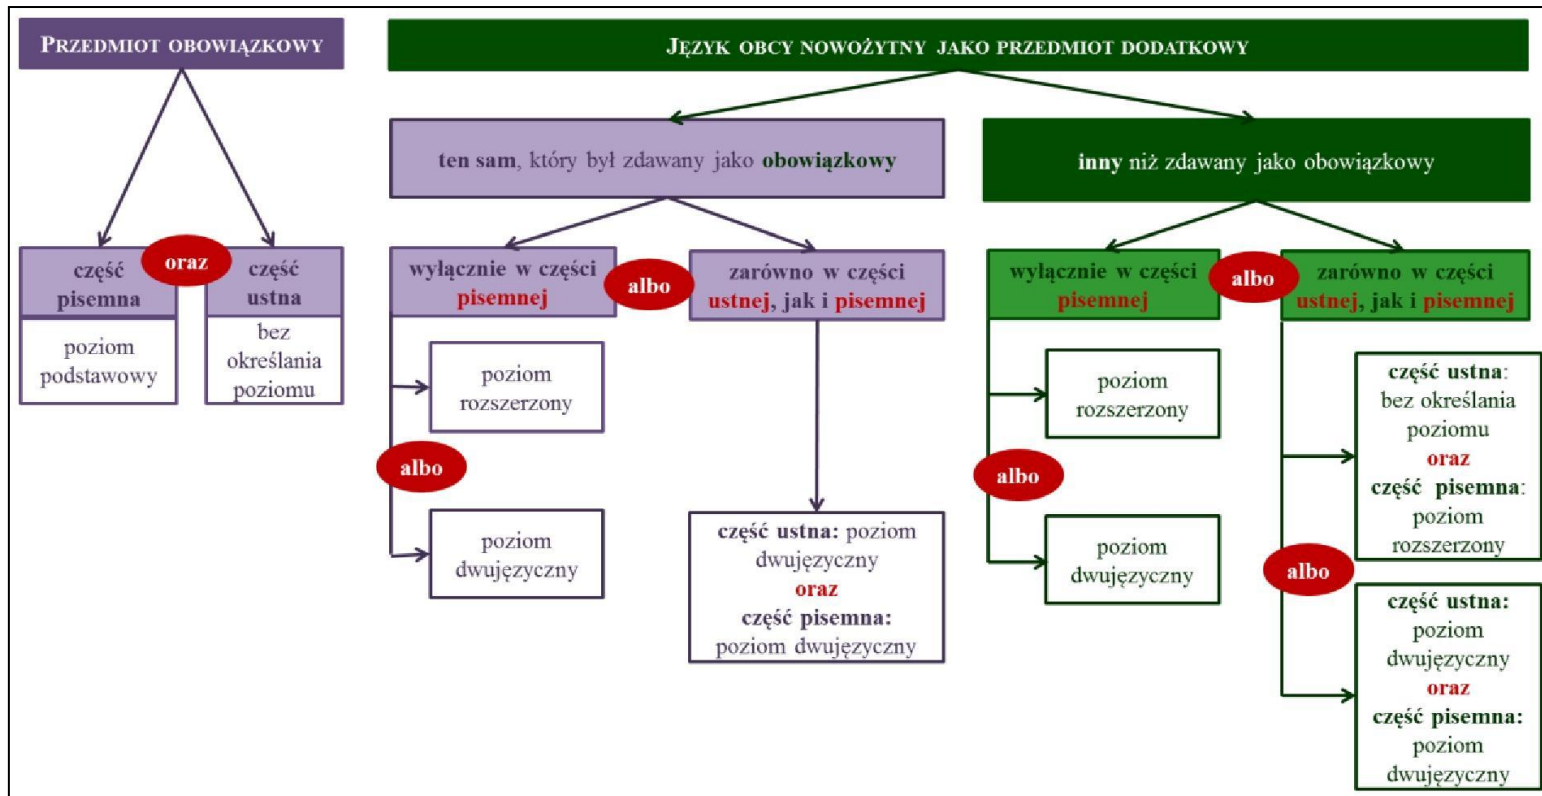 PRZEDMIOT OBOWIĄZKOWY
część
pisemna
oraz
część
ustna
poziom
podstawowy
bez
określania
poziomu
JĘZYK OBCY NOWOŻYTNY JAKO PRZEDMIOT DODATKOWY
ten sam, który był zdawany jako obowiązkowy
wyłącznie w części
pisemnej
albo
zarówno w części
ustnej, jak i pisemnej
poziom
rozszerzony
albo
poziom
dwujęzyczny
część ustna: poziom
dwujęzyczny
oraz
część pisemna:
poziom dwujęzyczny
inny niż zdawany jako obowiązkowy
wyłącznie w części
pisemnej
albo
zarówno w części
ustnej, jak i pisemnej
poziom
rozszerzony
albo
poziom
dwujęzyczny
część ustna:
bez określania
poziomu
oraz
część pisemna:
poziom
rozszerzony
albo
część ustna:
poziom
dwujęzyczny
oraz
część pisemna:
poziom
dwujęzyczny